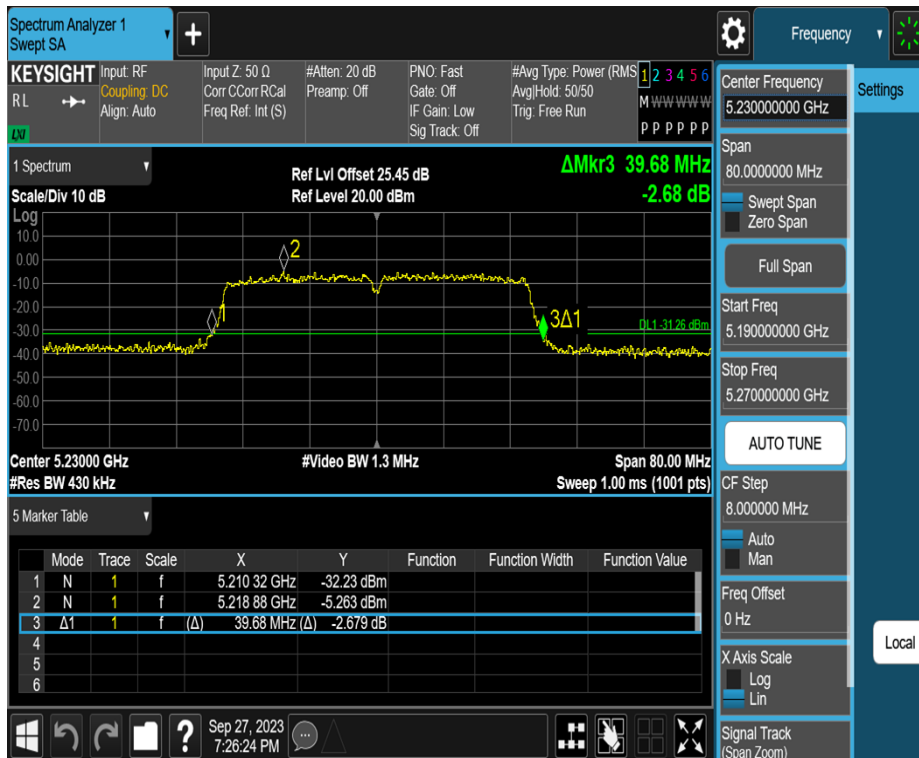 Spectrum Analyzer 1
Swept SA
+
Frequency
KEYSIGHT
RL
LXI
Input: RF
Coupling: DC
Align: Auto
Input Z: 50 Ω
Corr CCorr RCal
Freq Ref: Int (S)
#Atten: 20 dB
Preamp: Off
PNO: Fast
Gate: Off
IF Gain: Low
Sig Track: Off
#Avg Type: Power (RMS
Avg|Hold: 50/50
Trig: Free Run
1 2 3 4 5 6
M W W W W W
P P P P P P
1 Spectrum
Scale/Div 10 dB
Ref Lvl Offset 25.45 dB
Ref Level 20.00 dBm
ΔMkr3 39.68 MHz
-2.68 dB
Log
10.0
0.00
-10.0
-20.0
-30.0
-40.0
-50.0
-60.0
-70.0
2
1
3Δ1
DL1 -31.26 dBm
Center 5.23000 GHz
#Video BW 1.3 MHz
Span 80.00 MHz
#Res BW 430 kHz
Sweep 1.00 ms (1001 pts)
5 Marker Table
Mode Trace Scale X Y Function Function Width Function Value
1 N 1 f 5.210 32 GHz -32.23 dBm
2 N 1 f 5.218 88 GHz -5.263 dBm
3 Δ1 1 f (Δ) 39.68 MHz (Δ) -2.679 dB
4
5
6
?
Sep 27, 2023
7:26:24 PM
Center Frequency
5.230000000 GHz
Settings
Span
80.0000000 MHz
Swept Span
Zero Span
Full Span
Start Freq
5.190000000 GHz
Stop Freq
5.270000000 GHz
AUTO TUNE
CF Step
8.000000 MHz
Auto
Man
Freq Offset
0 Hz
Local
X Axis Scale
Log
Lin
Signal Track
(Span Zoom)